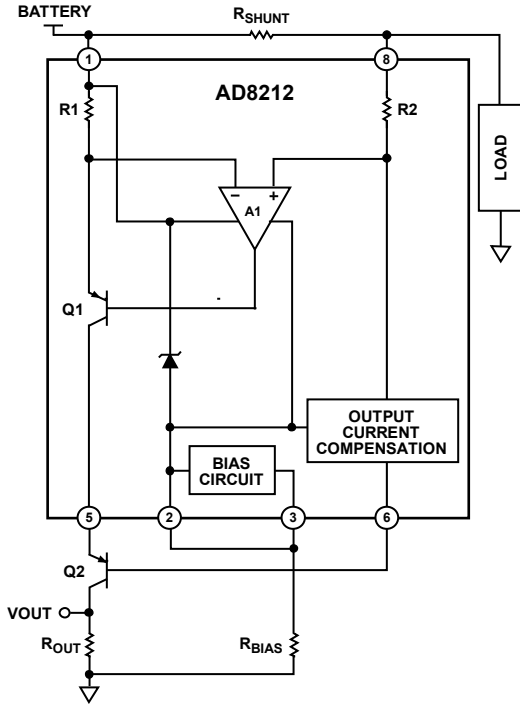 BATTERY
RSHUNT
1
8
AD8212
R1
R2
LOAD
− +
A1
Q1
OUTPUT
CURRENT
COMPENSATION
BIAS
CIRCUIT
5
2
3
6
Q2
VOUT
ROUT
RBIAS